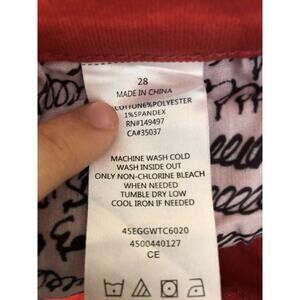 28
MADE IN CHINA
COTTON6%POLYESTER
1%SPANDEX
RN#149497
CA#35037
MACHINE WASH COLD
WASH INSIDE OUT
ONLY NON-CHLORINE BLEACH
WHEN NEEDED
TUMBLE DRY LOW
COOL IRON IF NEEDED
45EGGWTC6020
4500440127
CE